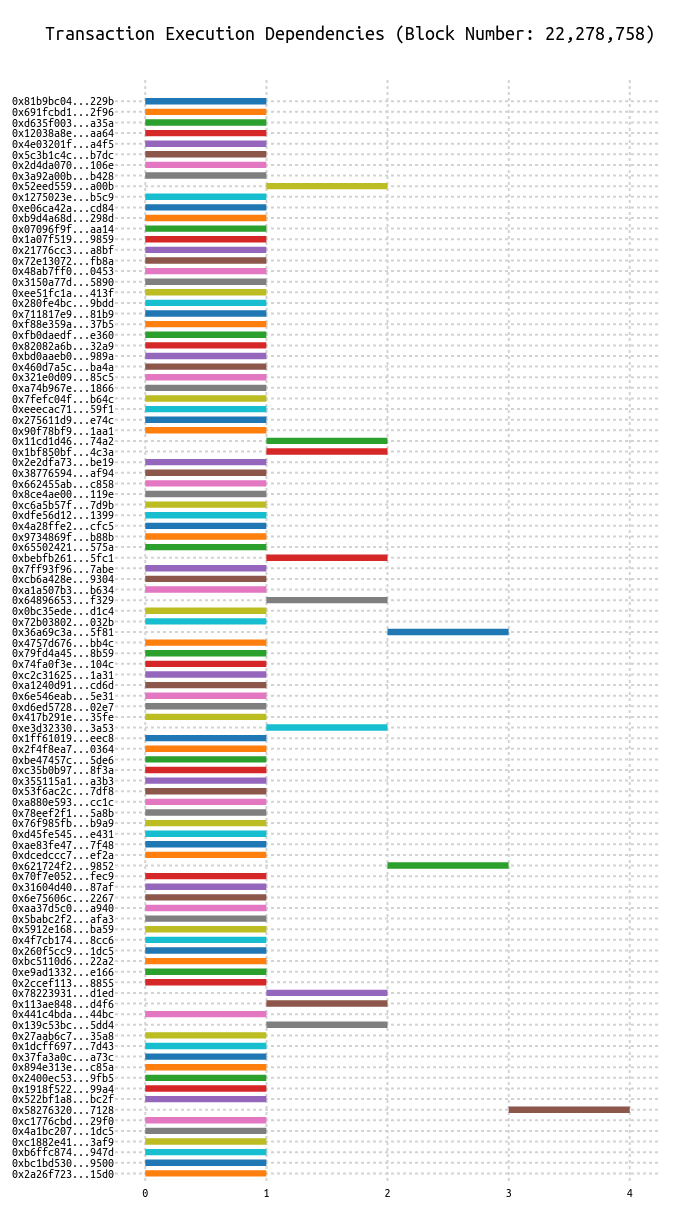 Transaction Execution Dependencies (Block Number: 22,278,758)
0x81b9bc04...229b
0x691fcbd1...2f96
0xd635f003...a35a
0x12038a8e...aa64
0x4e03201f...a4f5
0x5c3b1c4c...b7dc
0x2d4da070...106e
0x3a92a00b...b428
0x52eed559...a00b
0x1275023e...b5c9
0xe06ca42a...cd84
0xb9d4a68d...298d
0x07096f9f...aa14
0x1a07f519...9859
0x21776cc3...a8bf
0x72e13072...fb8a
0x48ab7ff0...0453
0x3150a77d...5890
0xee51fc1a...413f
0x280fe4bc...9bdd
0x711817e9...81b9
0xf88e359a...37b5
0xfb0daedf...e360
0x82082a6b...32a9
0xbd0aaeb0...989a
0x460d7a5c...ba4a
0x321e0d09...85c5
0xa74b967e...1866
0x7fefc04f...b64c
0xeeecac71...59f1
0x275611d9...e74c
0x90f78bf9...1aa1
0x11cd1d46...74a2
0x1bf850bf...4c3a
0x2e2dfa73...be19
0x38776594...af94
0x662455ab...c858
0x8ce4ae00...119e
0xc6a5b57f...7d9b
0xdfe56d12...1399
0x4a28ffe2...cfc5
0x9734869f...b88b
0x65502421...575a
0xbebfb261...5fc1
0x7ff93f96...7abe
0xcb6a428e...9304
0xa1a507b3...b634
0x64896653...f329
0x0bc35ede...d1c4
0x72b03802...032b
0x36a69c3a...5f81
0x4757d676...bb4c
0x79fd4a45...8b59
0x74fa0f3e...104c
0xc2c31625...1a31
0xa1240d91...cd6d
0x6e546eab...5e31
0xd6ed5728...02e7
0x417b291e...35fe
0xe3d32330...3a53
0x1ff61019...eec8
0x2f4f8ea7...0364
0xbe47457c...5de6
0xc35b0b97...8f3a
0x355115a1...a3b3
0x53f6ac2c...7df8
0xa880e593...cc1c
0x78eef2f1...5a8b
0x76f985fb...b9a9
0xd45fe545...e431
0xae83fe47...7f48
0xdcedccc7...ef2a
0x621724f2...9852
0x70f7e052...fec9
0x31604d40...87af
0x6e75606c...2267
0xaa37d5c0...a940
0x5babc2f2...afa3
0x5912e168...ba59
0x4f7cb174...8cc6
0x260f5cc9...1dc5
0xbc5110d6...22a2
0xe9ad1332...e166
0x2ccef113...8855
0x78223931...d1ed
0x113ae848...d4f6
0x441c4bda...44bc
0x139c53bc...5dd4
0x27aab6c7...35a8
0x1dcff697...7d43
0x37fa3a0c...a73c
0x894e313e...c85a
0x2400ec53...9fb5
0x1918f522...99a4
0x522bf1a8...bc2f
0x58276320...7128
0xc1776cbd...29f0
0x4a1bc207...1dc5
0xc1882e41...3af9
0xb6ffc874...947d
0xbc1bd530...9500
0x2a26f723...15d0
0 1 2 3 4